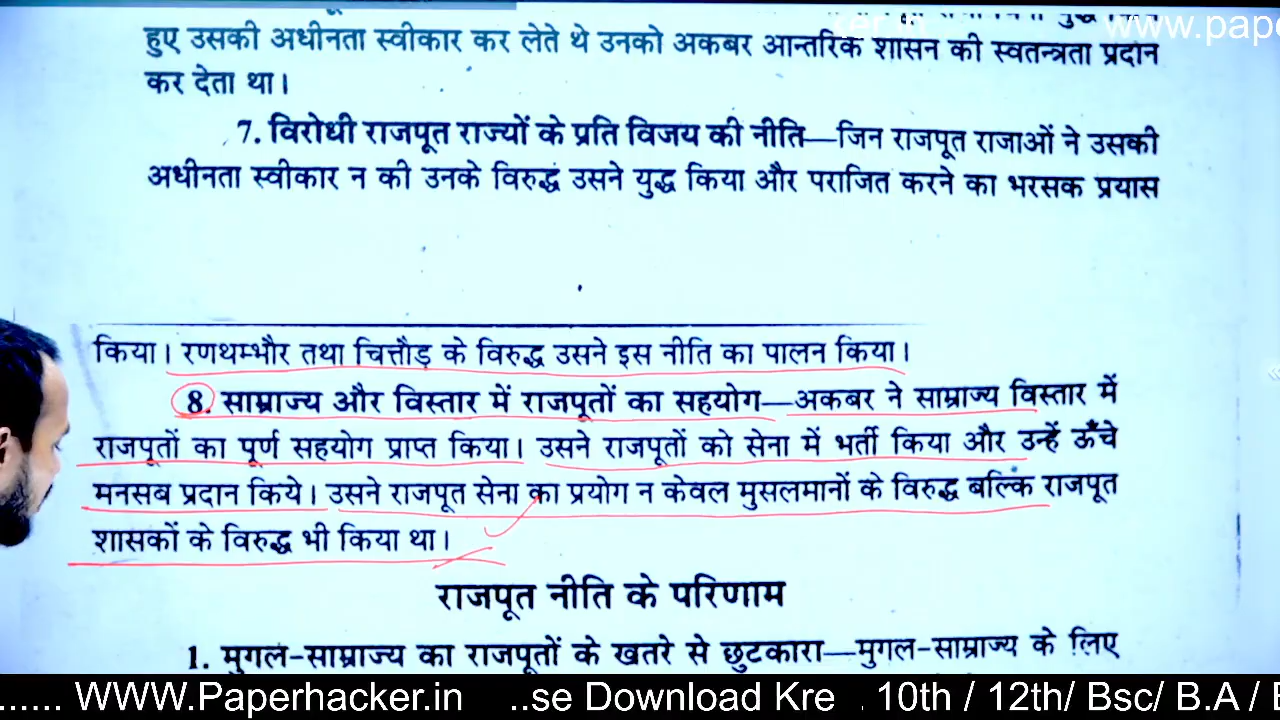 www.pape
हुए उसकी अधीनता स्वीकार कर लेते थे उनको अकबर आन्तरिक शासन की स्वतन्त्रता प्रदान
कर देता था।
7. विरोधी राजपूत राज्यों के प्रति विजय की नीति—जिन राजपूत राजाओं ने उसकी
अधीनता स्वीकार न की उनके विरुद्ध उसने युद्ध किया और पराजित करने का भरसक प्रयास
किया। रणथम्भौर तथा चित्तौड़ के विरुद्ध उसने इस नीति का पालन किया।
8. साम्राज्य और विस्तार में राजपूतों का सहयोग—अकबर ने साम्राज्य विस्तार में
राजपूतों का पूर्ण सहयोग प्राप्त किया। उसने राजपूतों को सेना में भर्ती किया और उन्हें ऊँचे
मनसब प्रदान किये। उसने राजपूत सेना का प्रयोग न केवल मुसलमानों के विरुद्ध बल्कि राजपूत
शासकों के विरुद्ध भी किया था।
राजपूत नीति के परिणाम
1. मुगल-साम्राज्य का राजपूतों के खतरे से छुटकारा—मुगल-साम्राज्य के लिए
...... WWW.Paperhacker.in ..se Download Kre . 10th / 12th/ Bsc/ B.A /